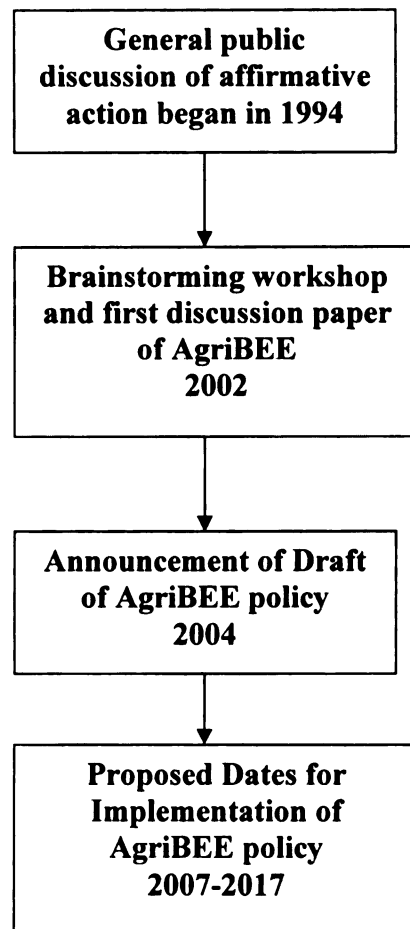 General public
discussion of affirmative
action began in 1994
Brainstorming workshop
and first discussion paper
of AgriBEE
2002
Announcement of Draft
of AgriBEE policy
2004
Proposed Dates for
Implementation of
AgriBEE policy
2007-2017